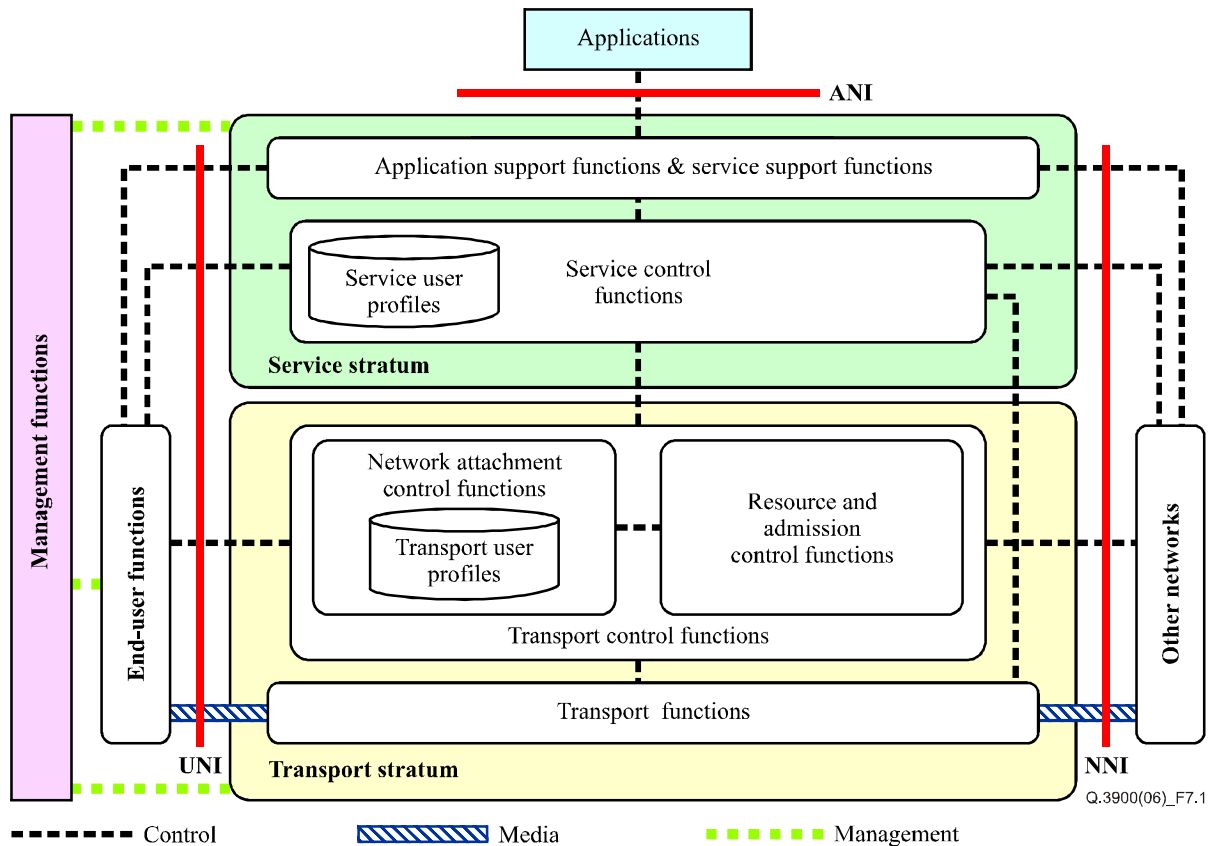 Applications
ANI
Application support functions & service support functions
Service user
profiles
Service control
functions
Service stratum
Management functions
End-user functions
Network attachment
control functions
Transport user
profiles
Resource and
admission
control functions
Transport control functions
Other networks
Transport functions
UNI
Transport stratum
NNI
Q.3900(06)_F7.1
Control
Media
Management